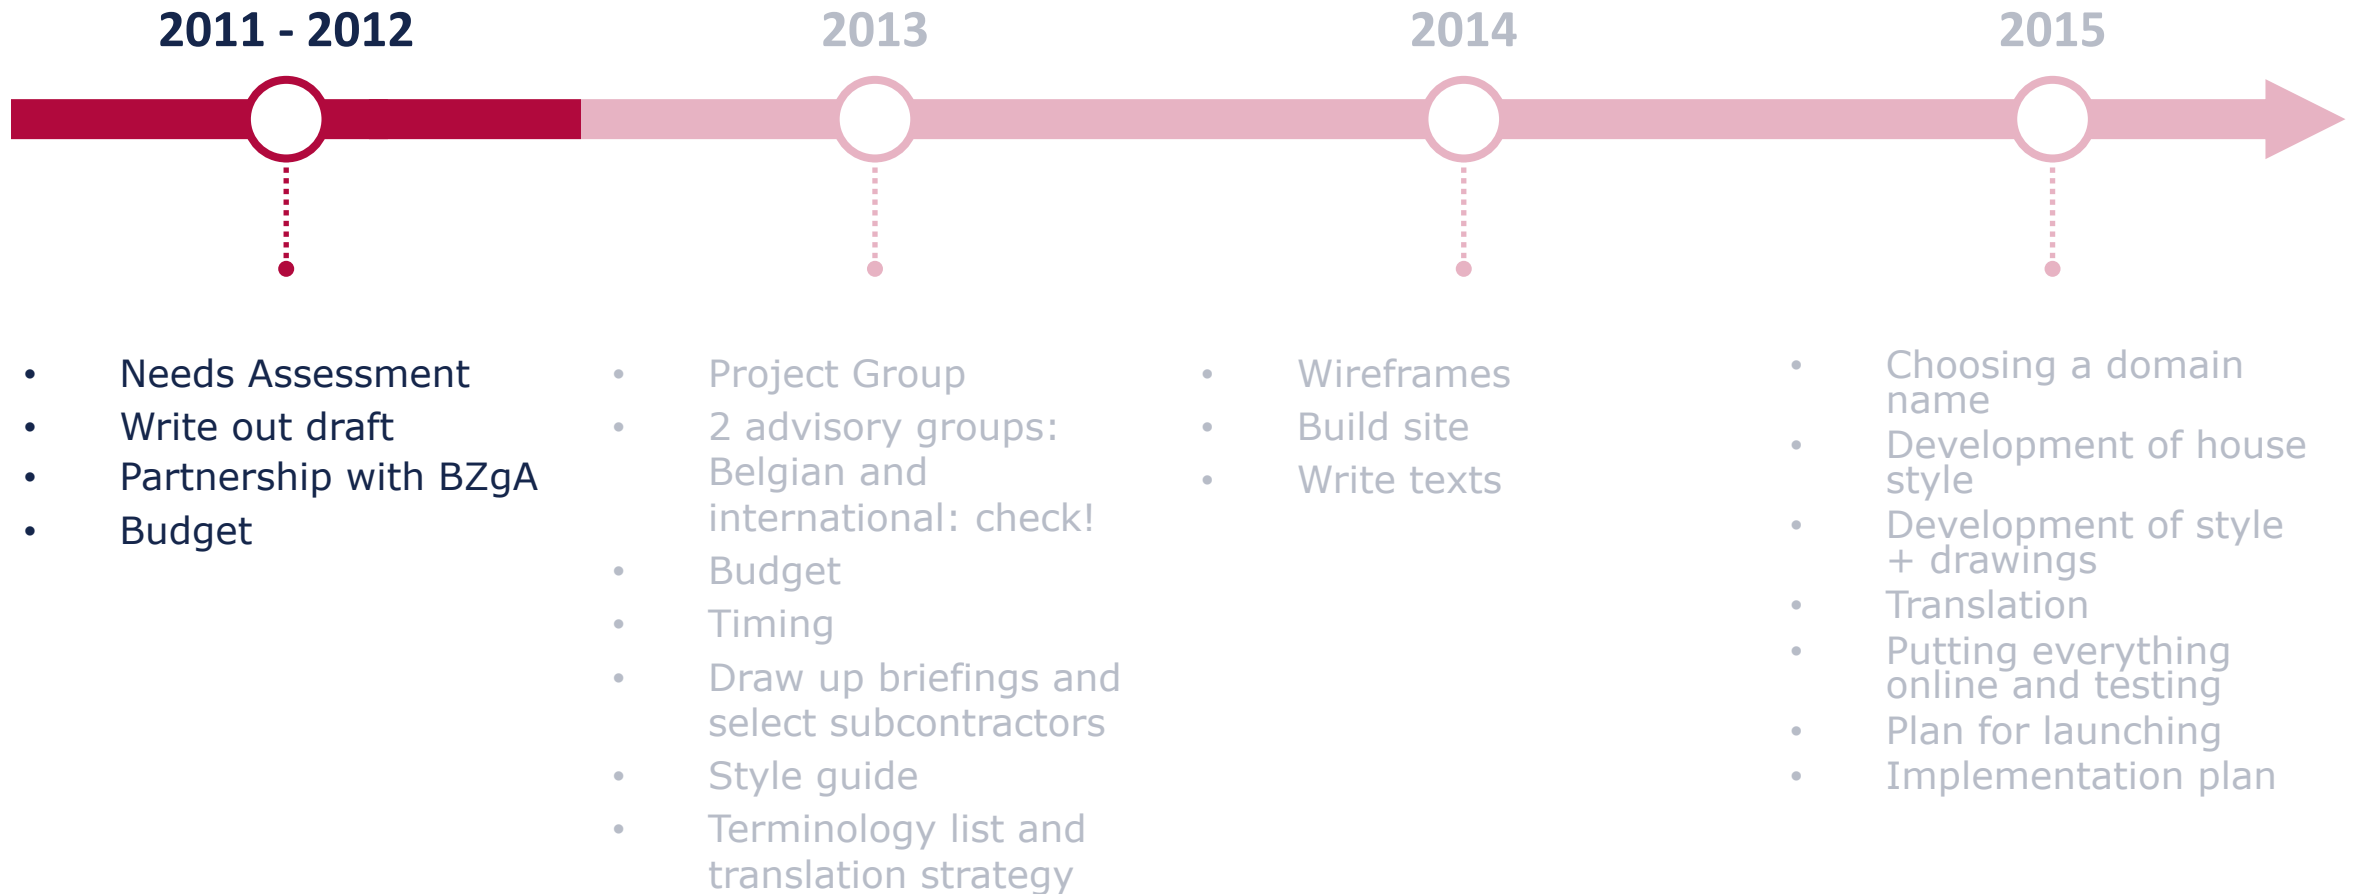 2011 - 2012
• Needs Assessment
• Write out draft
• Partnership with BZgA
• Budget
2013
• Project Group
• 2 advisory groups:
Belgian and
international: check!
• Budget
• Timing
• Draw up briefings and
select subcontractors
• Style guide
• Terminology list and
translation strategy
2014
• Wireframes
• Build site
• Write texts
2015
• Choosing a domain
name
• Development of house
style
• Development of style
+ drawings
• Translation
• Putting everything
online and testing
• Plan for launching
• Implementation plan